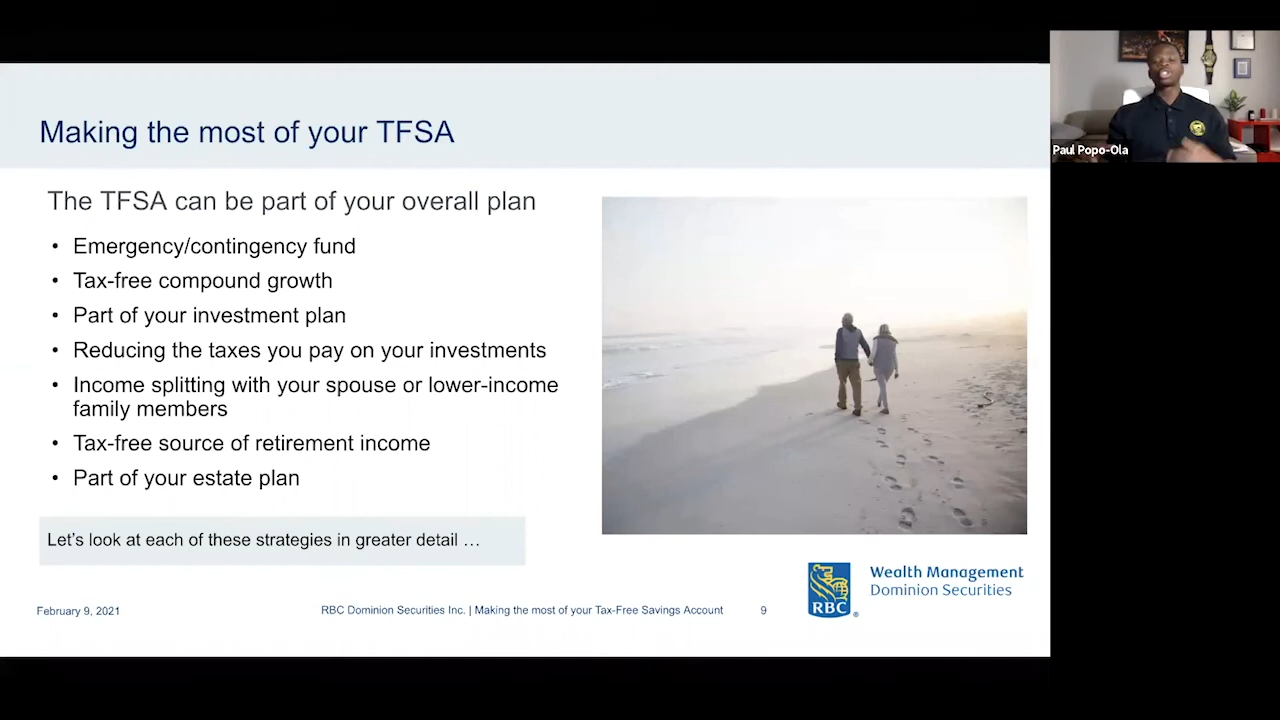 Making the most of your TFSA
The TFSA can be part of your overall plan
• Emergency/contingency fund
• Tax-free compound growth
• Part of your investment plan
• Reducing the taxes you pay on your investments
• Income splitting with your spouse or lower-income
family members
• Tax-free source of retirement income
• Part of your estate plan
Let’s look at each of these strategies in greater detail …
February 9, 2021
RBC Dominion Securities Inc. | Making the most of your Tax-Free Savings Account
9
RBC
®
Wealth Management
Dominion Securities
Paul Popo-Ola